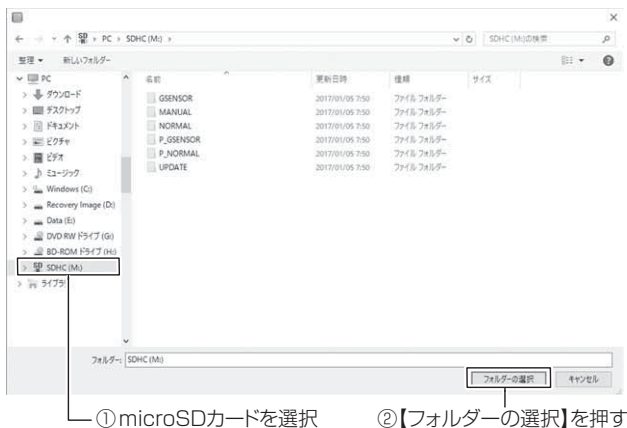 PC > SDHC (M:) >
SDHC (M:)の検索
整理 新しいフォルダー
PC
ダウンロード
デスクトップ
ドキュメント
ピクチャ
ビデオ
ミュージック
Windows (C:)
Recovery Image (D:)
Data (E:)
DVD RW ドライブ (G:)
BD-ROM ドライブ (H:)
SDHC (M:)
ライブラリ
名前 更新日時 種類 サイズ
GSENSOR 2017/01/05 7:50 ファイル フォルダー
MANUAL 2017/01/05 7:50 ファイル フォルダー
NORMAL 2017/01/05 7:50 ファイル フォルダー
P_GSENSOR 2017/01/05 7:50 ファイル フォルダー
P_NORMAL 2017/01/05 7:50 ファイル フォルダー
UPDATE 2017/01/05 7:50 ファイル フォルダー
フォルダー: SDHC (M:)
フォルダーの選択 キャンセル
①microSDカードを選択 ②【フォルダーの選択】を押す